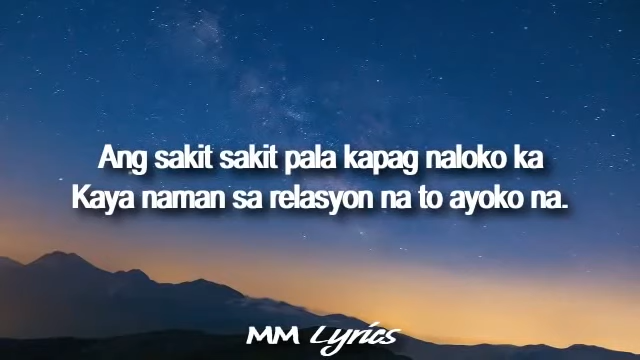 Ang sakit sakit pala kapag naloko ka
Kaya naman sa relasyon na to ayoko na.
MM Lyrics